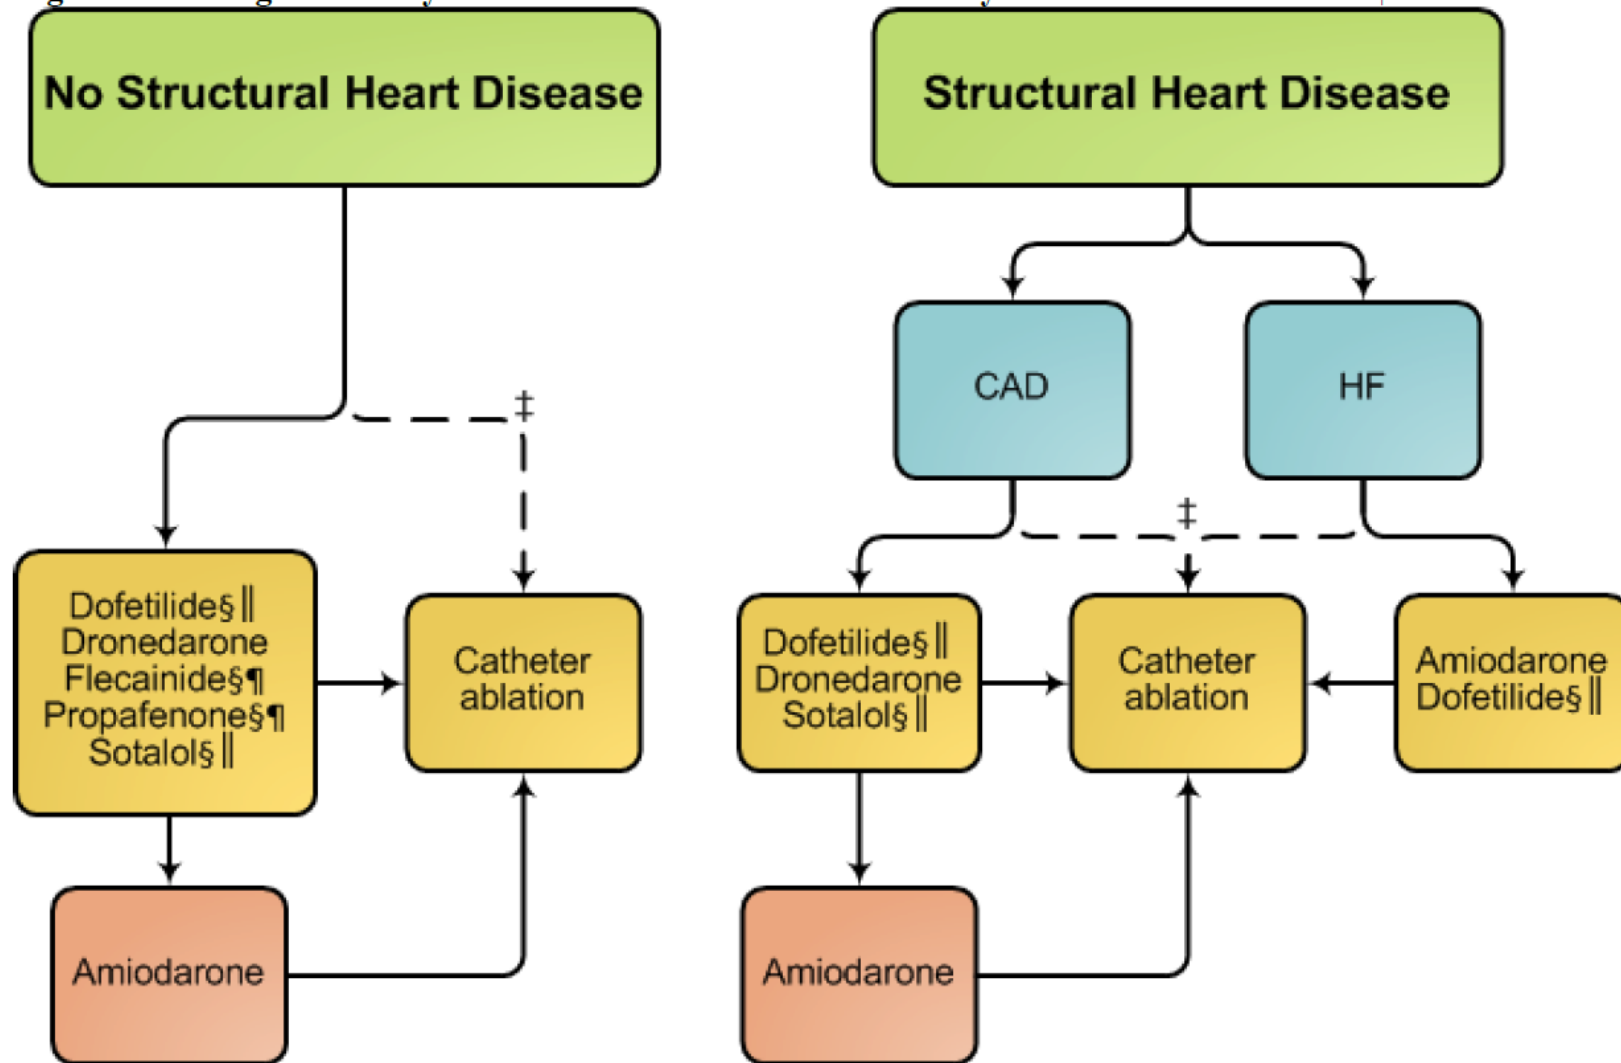 No Structural Heart Disease
Structural Heart Disease
CAD
HF
‡
‡
Dofetilide§||
Dronedarone
Flecainide§¶
Propafenone§¶
Sotalol§||
Catheter
ablation
Dofetilide§||
Dronedarone
Sotalol§||
Catheter
ablation
Amiodarone
Dofetilide§||
Amiodarone
Amiodarone